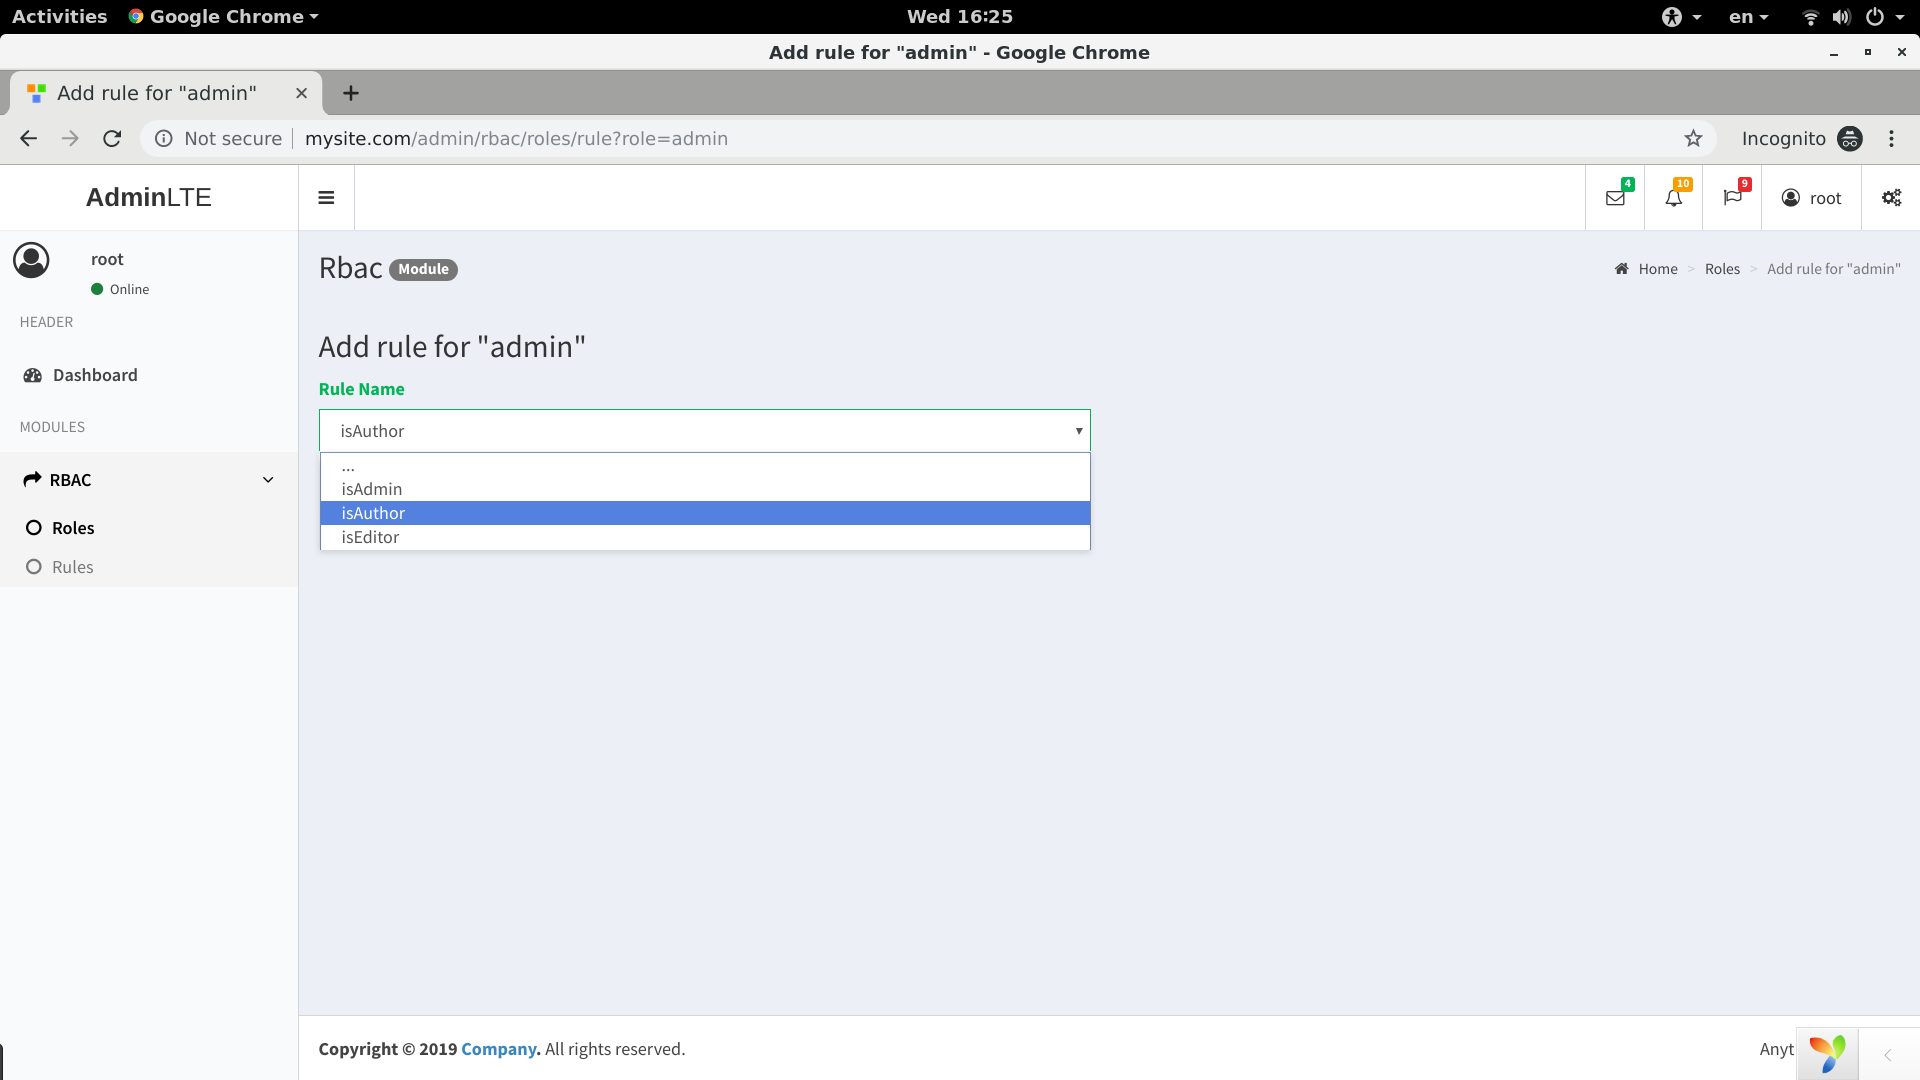 Activities Google Chrome Wed 16:25 en
Add rule for "admin" - Google Chrome
Add rule for "admin"
Not secure mysite.com/admin/rbac/roles/rule?role=admin Incognito
AdminLTE 4 10 9 root
root
Online
HEADER
Dashboard
MODULES
RBAC
Roles
Rules
Rbac Module Home > Roles > Add rule for "admin"
Add rule for "admin"
Rule Name
isAuthor
...
isAdmin
isAuthor
isEditor
Copyright © 2019 Company. All rights reserved. Anyt